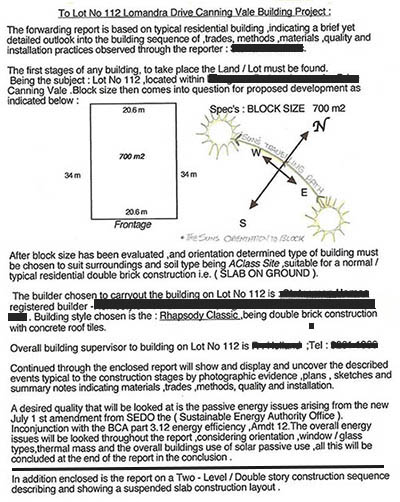 To Lot No 112 Lomandra Drive Canning Vale Building Project :
The forwarding report is based on typical residential building ,indicating a brief yet
detailed outlook into the building sequence of ,trades, methods ,materials ,quality and
installation practices observed through the reporter :
The first stages of any building, to take place the Land / Lot must be found.
Being the subject : Lot No 112 ,located within
Canning Vale .Block size then comes into question for proposed development as
indicated below :
20.6 m
Spec's : BLOCK SIZE 700 m2
N
SUNS TRAVELLING PATH
W
700 m2
34 m
34 m
E
20.6 m
S
Frontage
* THE SUNS ORIENTATION TO BLOCK
After block size has been evaluated ,and orientation determined type of building must
be chosen to suit surroundings and soil type being AClass Site ,suitable for a normal /
typical residential double brick construction i.e. ( SLAB ON GROUND ).
The builder chosen to carryout the building on Lot No 112 is :
registered builder -
. Building style chosen is the : Rhapsody Classic ,being double brick construction
with concrete roof tiles.
Overall building supervisor to building on Lot No 112 is ;Tel :
Continued through the enclosed report will show and display and uncover the described
events typical to the construction stages by photographic evidence ,plans , sketches and
summary notes indicating materials , trades ,methods, quality and installation.
A desired quality that will be looked at is the passive energy issues arising from the new
July 1 st amendment from SEDO the ( Sustainable Energy Authority Office ).
Inconjunction with the BCA part 3.12 energy efficiency ,Amdt 12.The overall energy
issues will be looked throughout the report ,considering orientation ,window / glass
types,thermal mass and the overall buildings use of solar passive use ,all this will be
concluded at the end of the report in the conclusion .
In addition enclosed is the report on a Two - Level / Double story construction sequence
describing and showing a suspended slab construction layout .